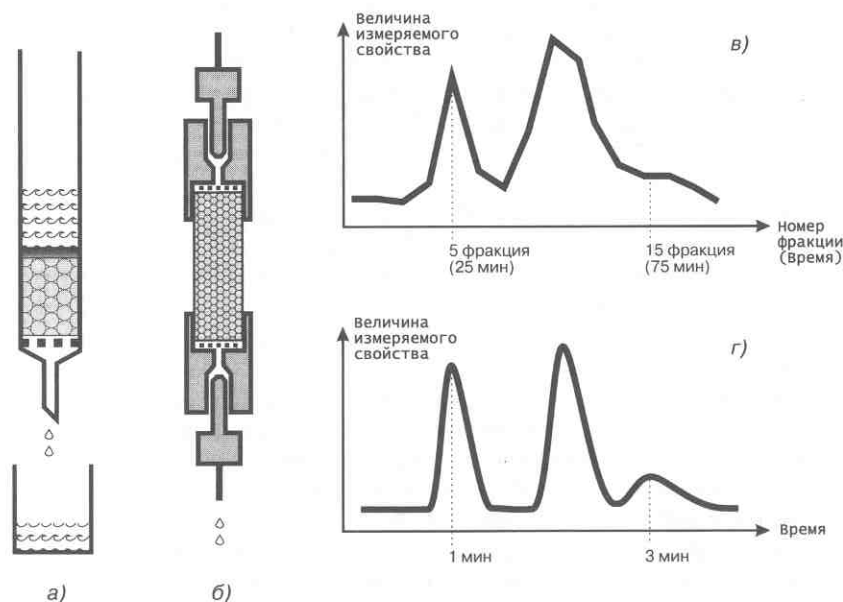 Величина
измеряемого
свойства
в)
5 фракция
(25 мин)
15 фракция
(75 мин)
Номер
фракции
(Время)
Величина
измеряемого
свойства
г)
1 мин
3 мин
Время
а)
б)